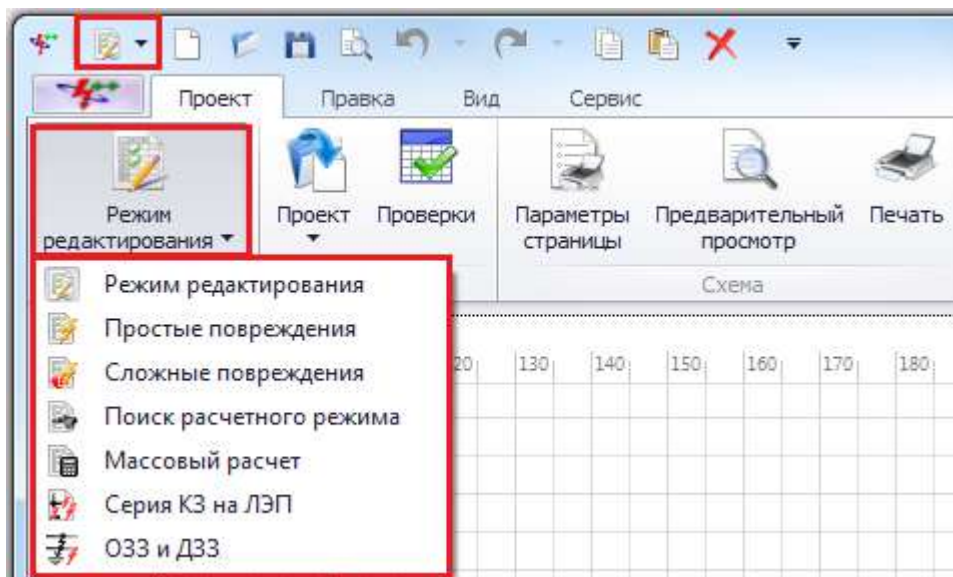 Проект Правка Вид Сервис
Режим редактирования
Проект
Проверки
Параметры страницы
Предварительный просмотр
Печать
Схема
Режим редактирования
Простые повреждения
Сложные повреждения
Поиск расчетного режима
Массовый расчет
Серия КЗ на ЛЭП
ОЗЗ и ДЗЗ
20 130 140 150 160 170 180